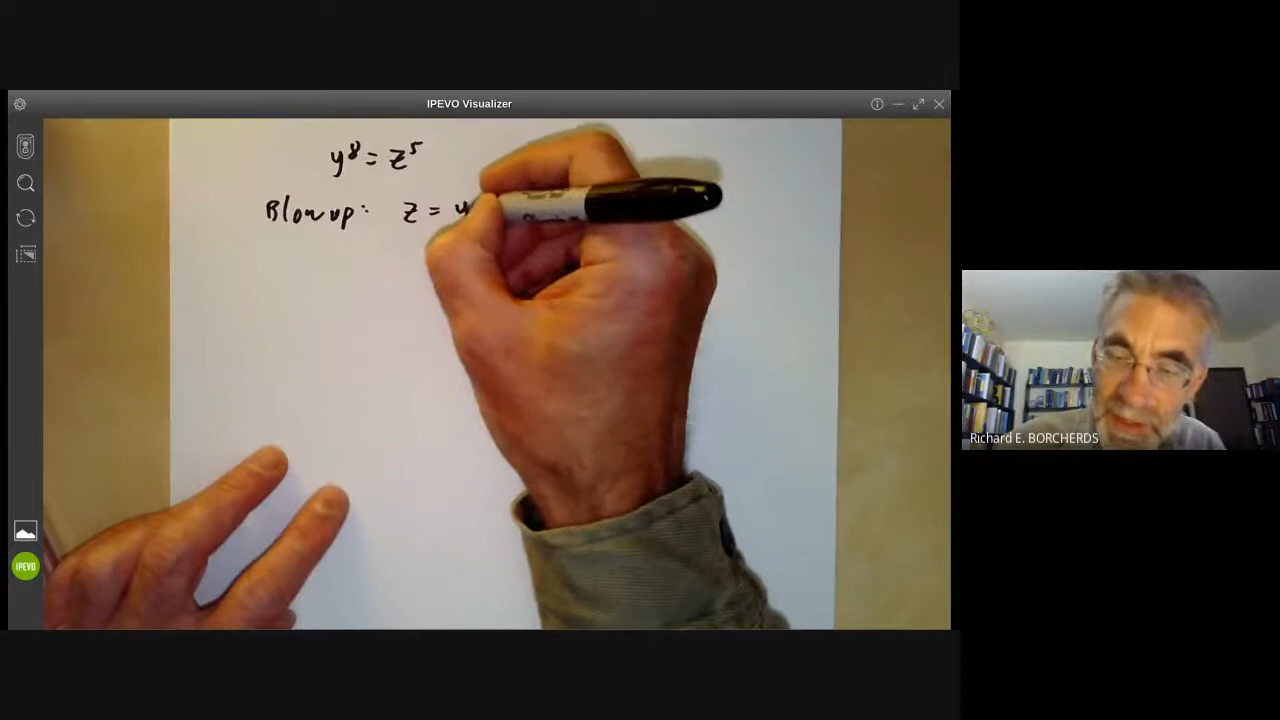 IPEVO Visualizer
y⁸ = z⁵
Blowup: z = y
Richard E. BORCHERDS
IPEVO